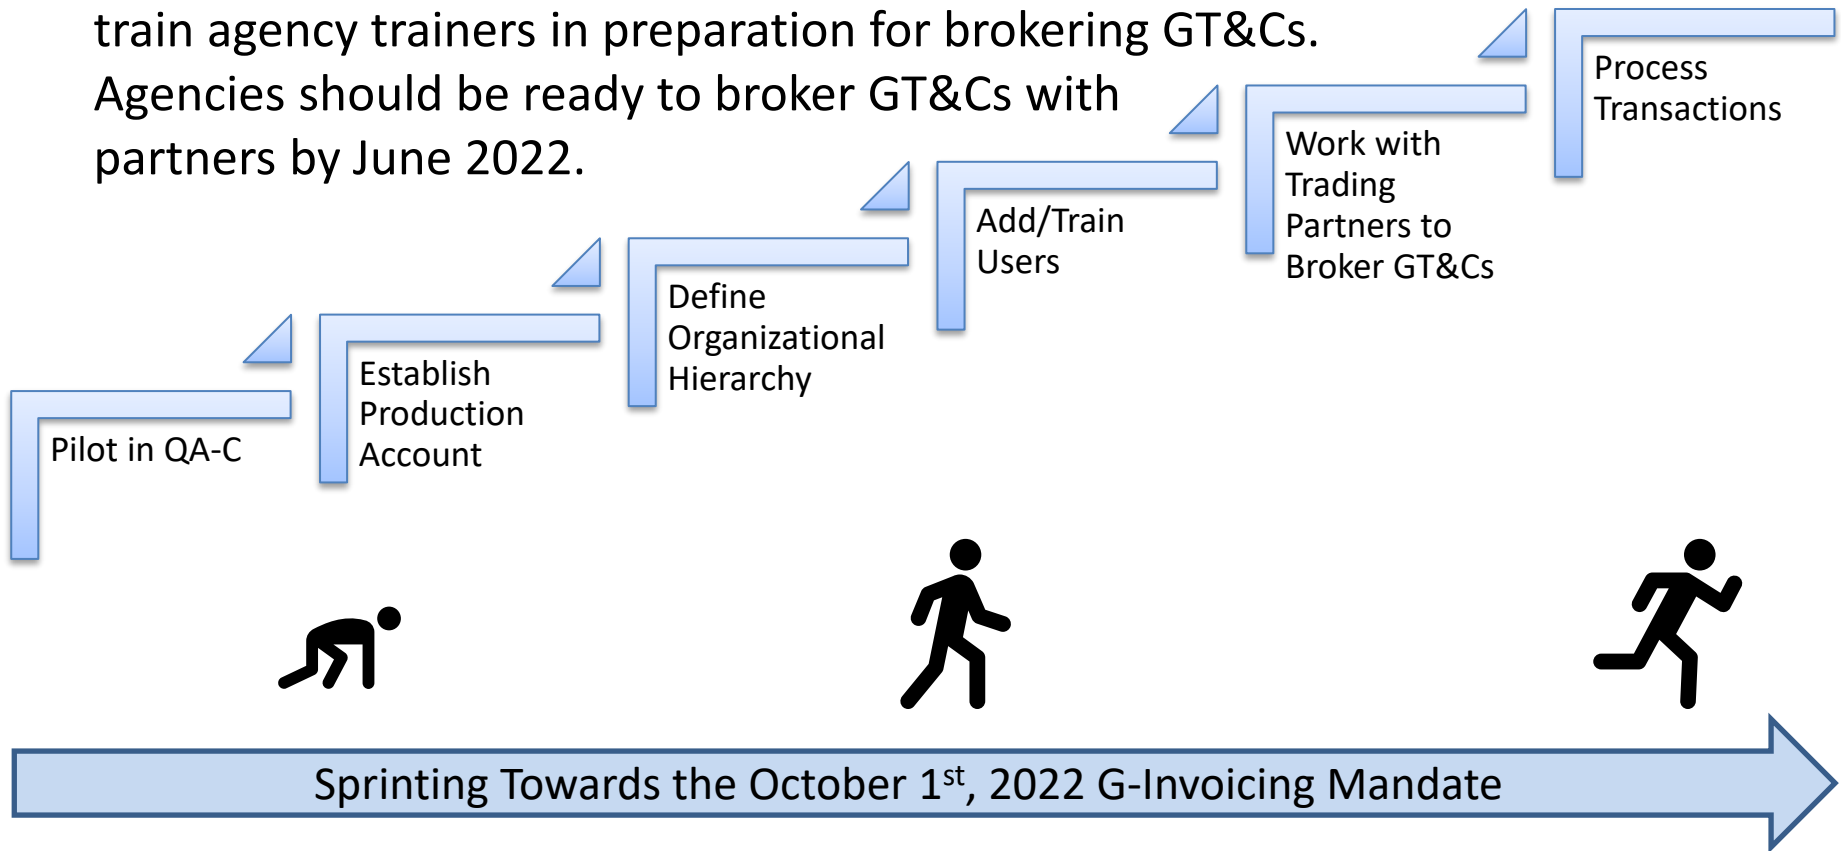 train agency trainers in preparation for brokering GT&Cs.
Agencies should be ready to broker GT&Cs with
partners by June 2022.
Pilot in QA-C
Establish
Production
Account
Define
Organizational
Hierarchy
Add/Train
Users
Work with
Trading
Partners to
Broker GT&Cs
Process
Transactions
Sprinting Towards the October 1st, 2022 G-Invoicing Mandate